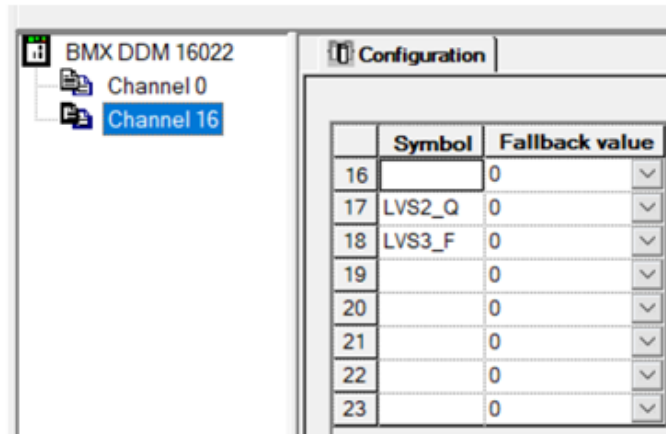 BMX DDM 16022
Channel 0
Channel 16
Configuration
Symbol Fallback value
16 0
17 LVS2_Q 0
18 LVS3_F 0
19 0
20 0
21 0
22 0
23 0